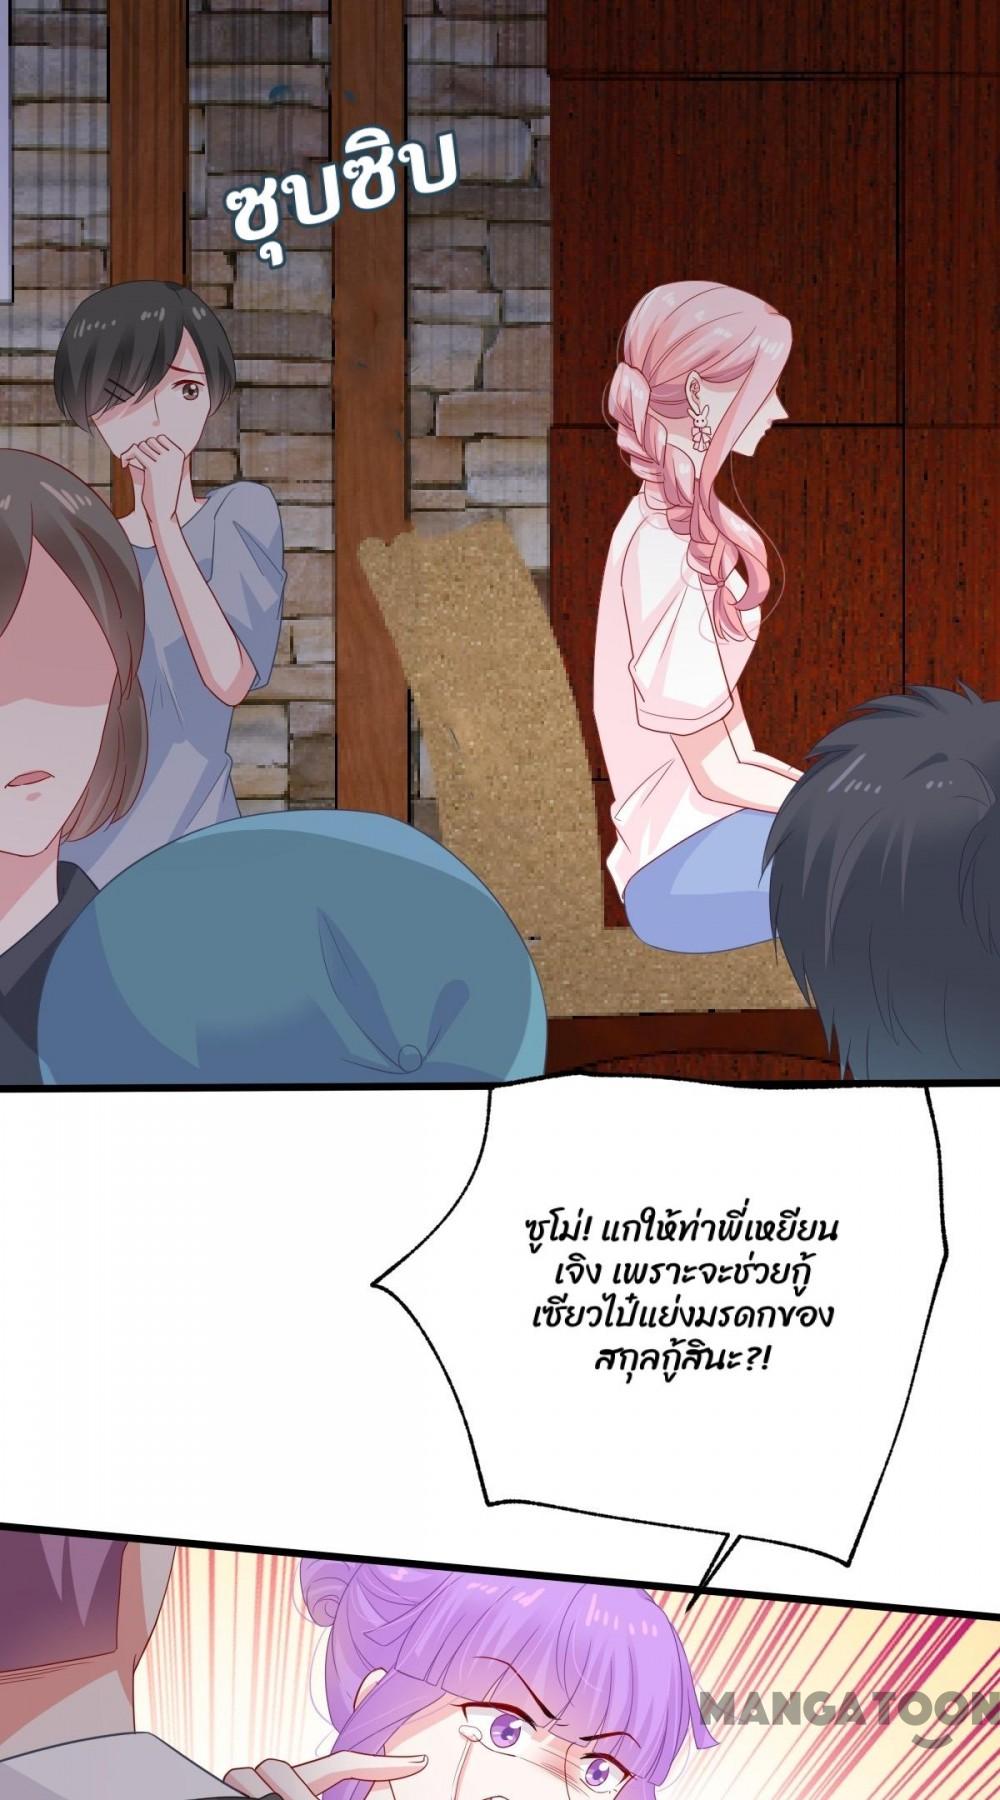 ซุบซิบ
ซูโม่! แกให้ท่าพี่เหยียน
เจิง เพราะจะช่วยกู้
เซียวไป๋แย่งมรดกของ
สกุลกู้สินะ?!
MANGATOON